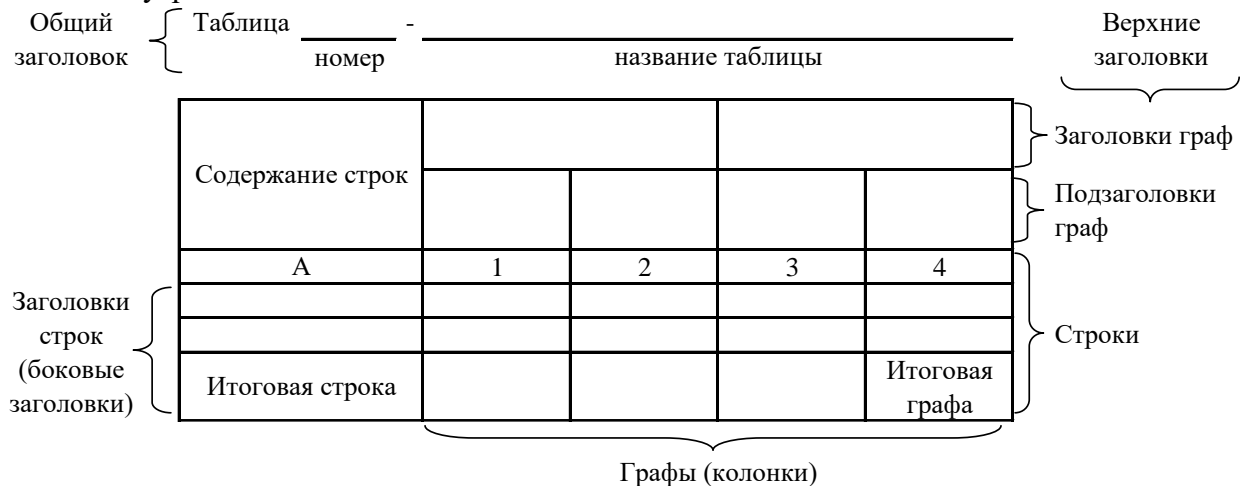 Общий
заголовок
Таблица -
номер
название таблицы
Верхние
заголовки
Заголовки граф
Содержание строк
Подзаголовки
граф
А 1 2 3 4
Заголовки
строк
(боковые
заголовки)
Строки
Итоговая строка
Итоговая
графа
Графы (колонки)